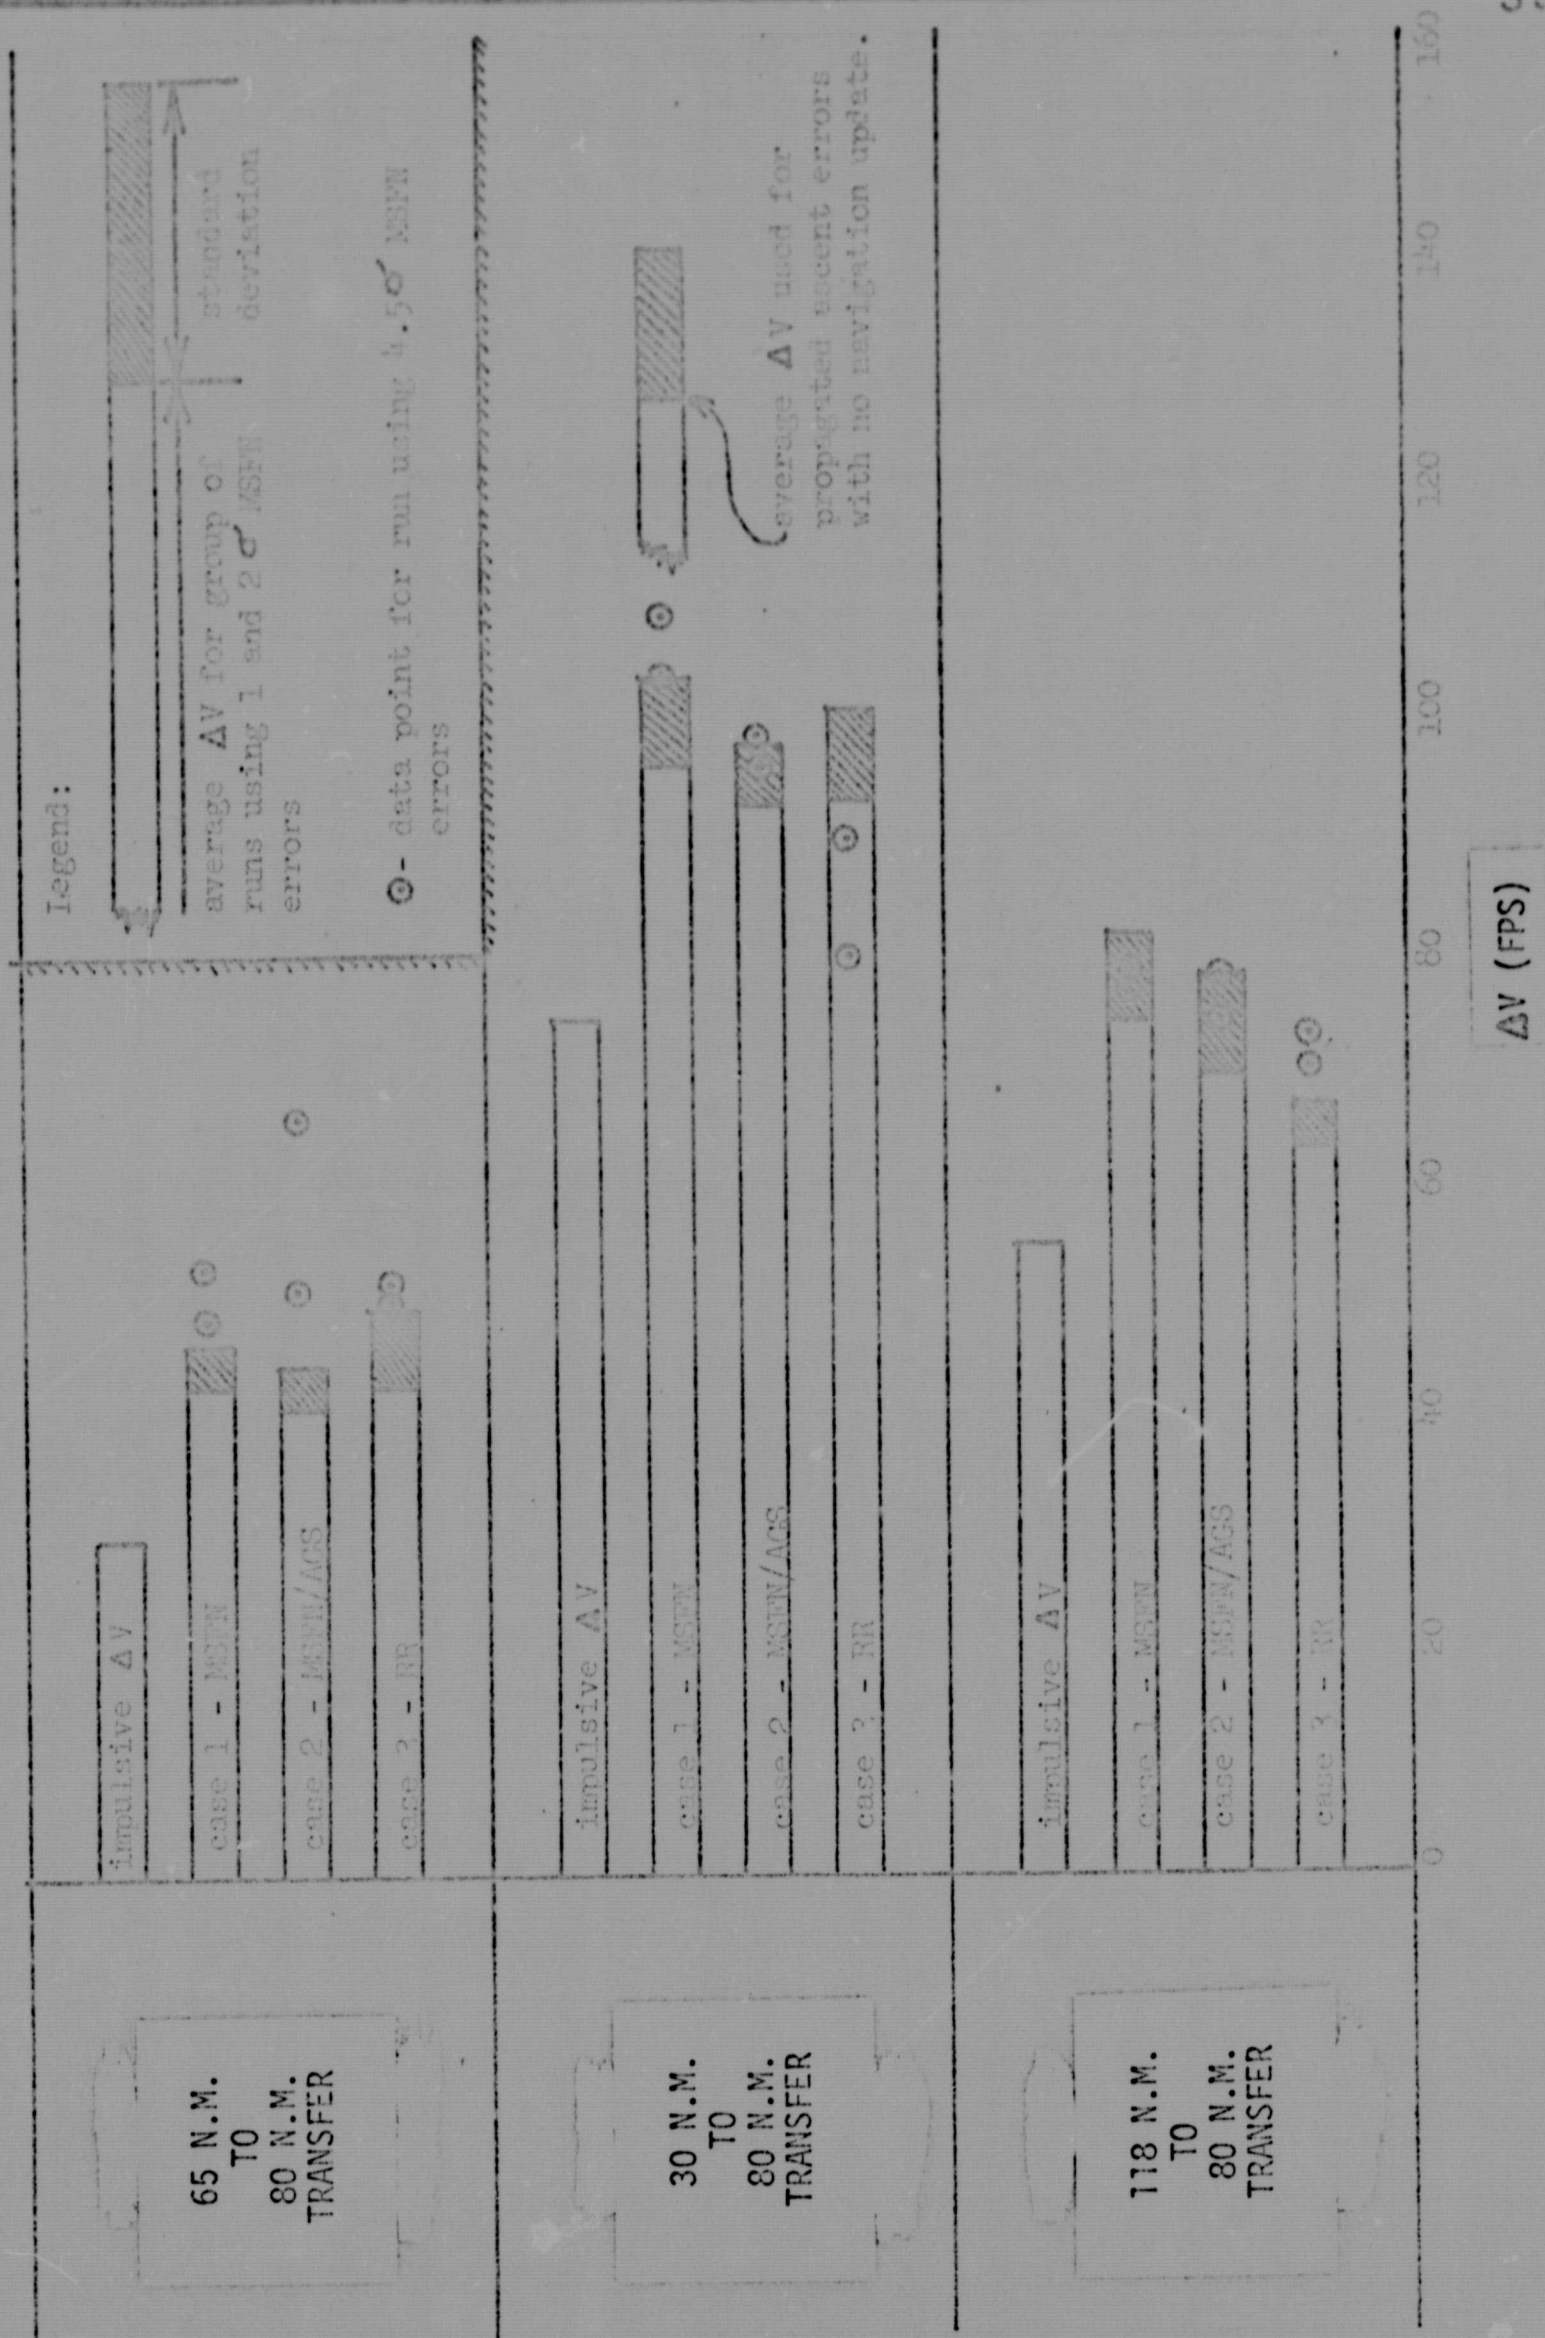 Legend:
average ΔV for group of
runs using 1 and 2σ MSFN
errors
standard
deviation
⊙- data point for run using 4.5σ MSFN
errors
65 N.M.
TO
80 N.M.
TRANSFER
impulsive ΔV
case 1 - MSFN
case 2 - MSFN/AGS
case 3 - RR
30 N.M.
TO
80 N.M.
TRANSFER
impulsive ΔV
case 1 - MSFN
case 2 - MSFN/AGS
case 3 - RR
average ΔV used for
propagated ascent errors
with no navigation update.
118 N.M.
TO
80 N.M.
TRANSFER
impulsive ΔV
case 1 - MSFN
case 2 - MSFN/AGS
case 3 - RR
0 20 40 60 80 100 120 140 160
ΔV (FPS)